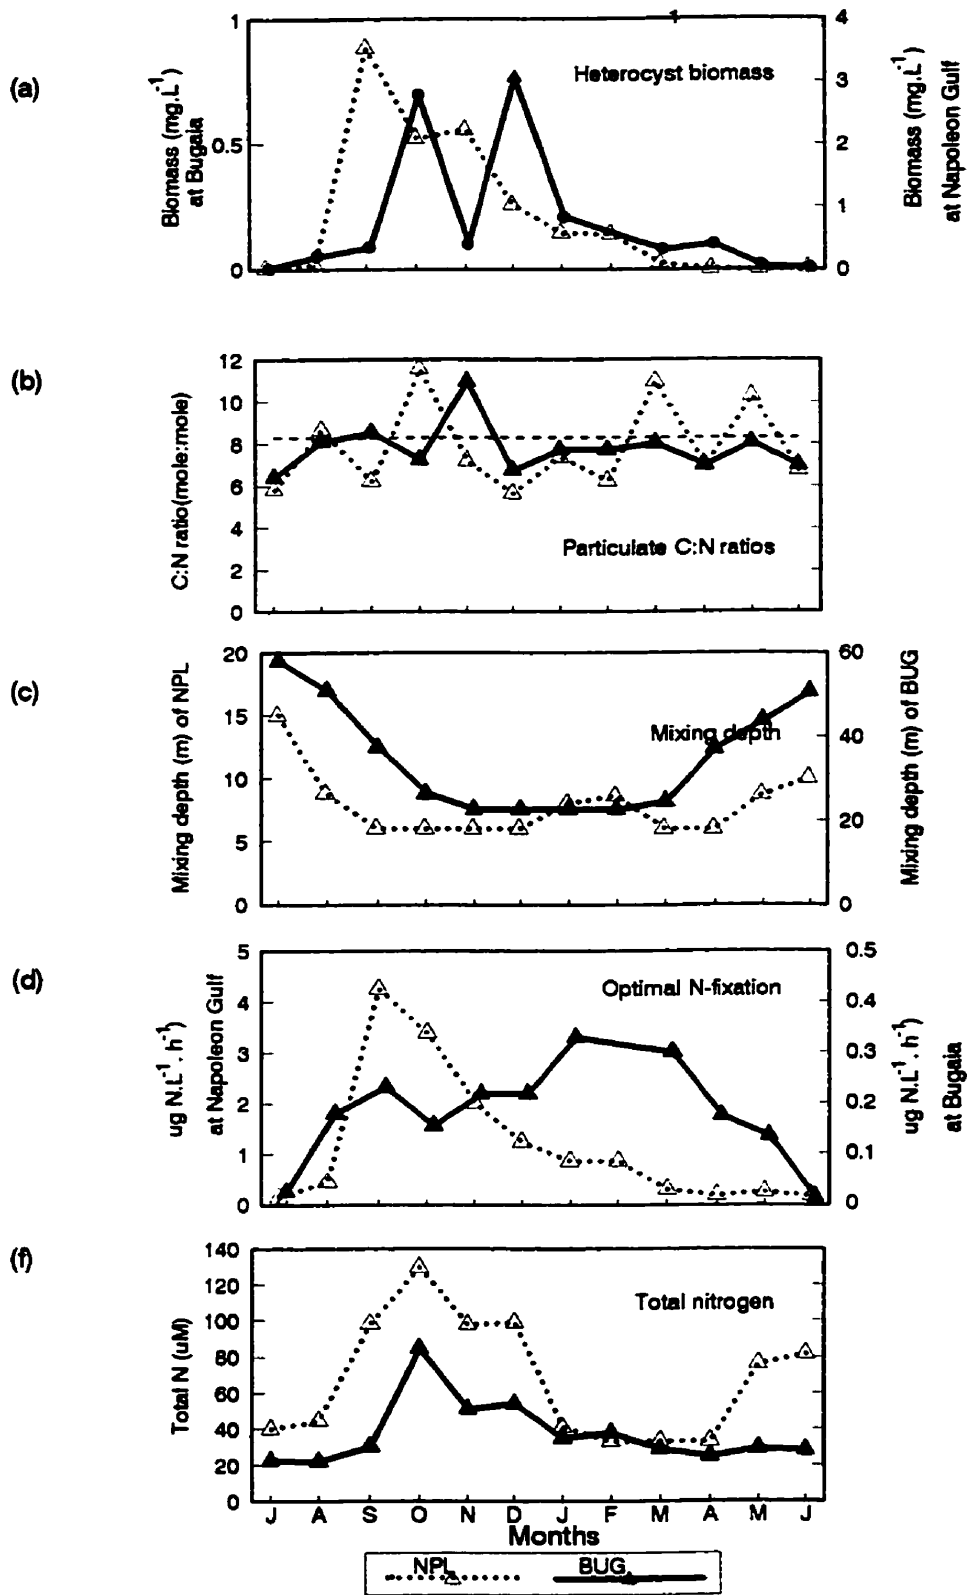 (a)
1
1
4
Heterocyst biomass
3
0.5
2
1
0
0
Biomass (mg.L-1)
at Bugaia
Biomass (mg.L-1)
at Napoleon Gulf
(b)
12
10
8
6
4
2
0
C:N ratio(mole:mole)
Particulate C:N ratios
(c)
20
15
10
5
0
60
40
20
0
Mixing depth (m) of NPL
Mixing depth
Mixing depth (m) of BUG
(d)
5
4
3
2
1
0
0.5
0.4
0.3
0.2
0.1
0
ug N.L-1. h-1)
at Napoleon Gulf
Optimal N-fixation
ug N.L-1. h-1)
at Bugaia
(f)
140
120
100
80
60
40
20
0
Total N (uM)
Total nitrogen
J A S O N D J F M A M J
Months
NPL BUG